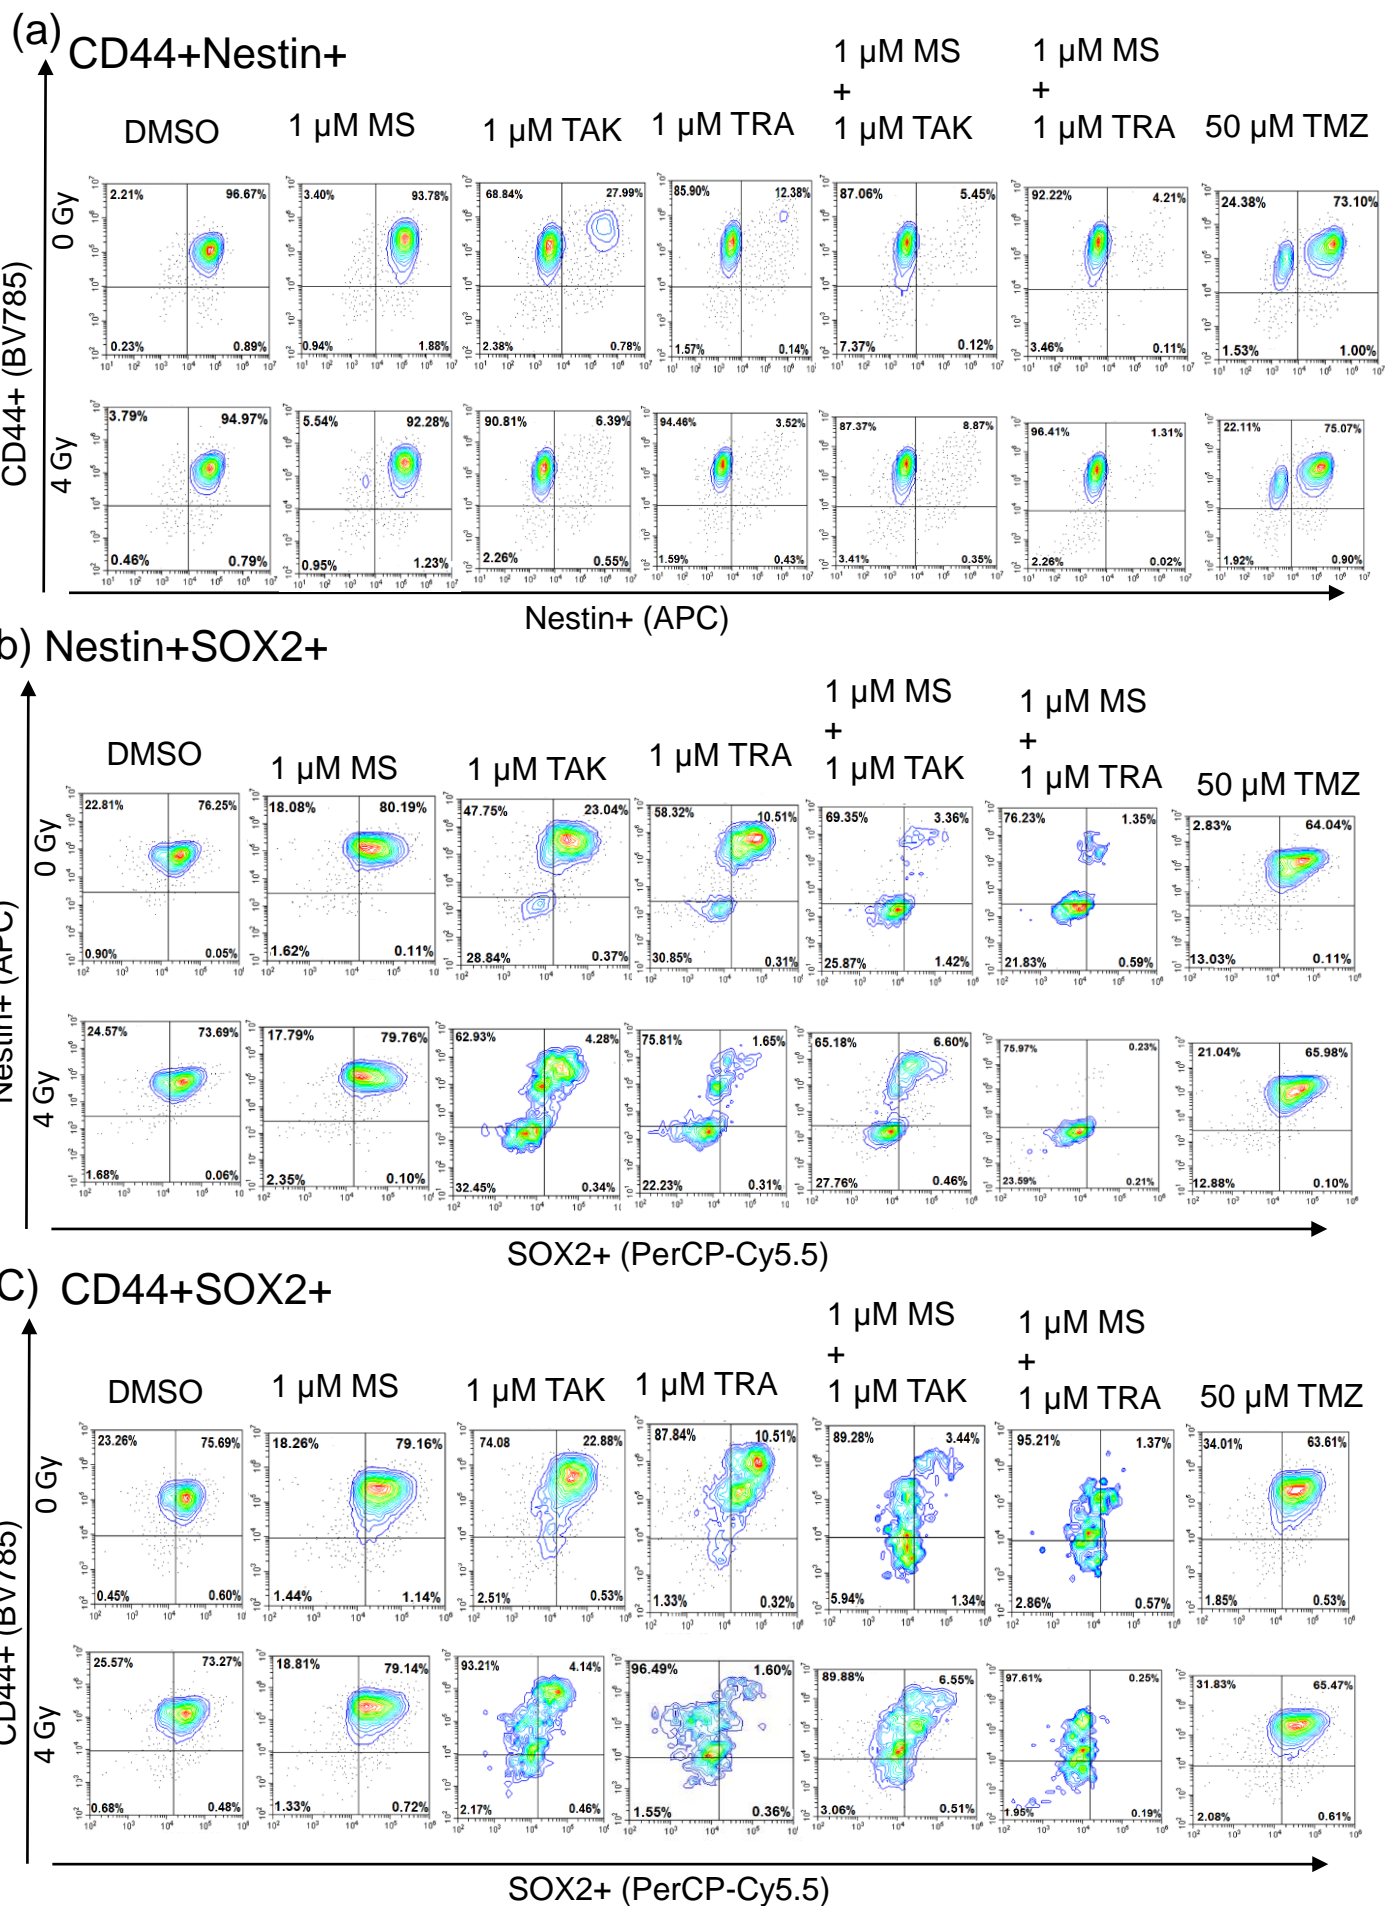 (a) CD44+Nestin+
DMSO
1 µM MS
1 µM TAK
1 µM TRA
1 µM MS
+
1 µM TAK
1 µM MS
+
1 µM TRA
50 µM TMZ
CD44+ (BV785)
0 Gy
2.21% 96.67% 0.23% 0.89%
3.40% 93.78% 0.94% 1.88%
68.84% 27.99% 2.38% 0.78%
85.90% 12.38% 1.57% 0.14%
87.06% 5.45% 7.37% 0.12%
92.22% 4.21% 3.46% 0.11%
24.38% 73.10% 1.53% 1.00%
4 Gy
3.79% 94.97% 0.46% 0.79%
5.54% 92.28% 0.95% 1.23%
90.81% 6.39% 2.26% 0.55%
94.46% 3.52% 1.59% 0.43%
87.37% 8.87% 3.41% 0.35%
96.41% 1.31% 2.26% 0.02%
22.11% 75.07% 1.92% 0.90%
Nestin+ (APC)
b) Nestin+SOX2+
DMSO
1 µM MS
1 µM TAK
1 µM TRA
1 µM MS
+
1 µM TAK
1 µM MS
+
1 µM TRA
50 µM TMZ
Nestin+ (APC)
0 Gy
22.81% 76.25% 0.90% 0.05%
18.08% 80.19% 1.62% 0.11%
47.75% 23.04% 28.84% 0.37%
58.32% 10.51% 30.85% 0.31%
69.35% 3.36% 25.87% 1.42%
76.23% 1.35% 21.83% 0.59%
2.83% 64.04% 13.03% 0.11%
4 Gy
24.57% 73.69% 1.68% 0.06%
17.79% 79.76% 2.35% 0.10%
62.93% 4.28% 32.45% 0.34%
75.81% 1.65% 22.23% 0.31%
65.18% 6.60% 27.76% 0.46%
75.97% 0.23% 23.59% 0.21%
21.04% 65.98% 12.88% 0.10%
SOX2+ (PerCP-Cy5.5)
C) CD44+SOX2+
DMSO
1 µM MS
1 µM TAK
1 µM TRA
1 µM MS
+
1 µM TAK
1 µM MS
+
1 µM TRA
50 µM TMZ
CD44+ (BV785)
0 Gy
23.26% 75.69% 0.45% 0.60%
18.26% 79.16% 1.44% 1.14%
74.08 22.88% 2.51% 0.53%
87.84% 10.51% 1.33% 0.32%
89.28% 3.44% 5.94% 1.34%
95.21% 1.37% 2.86% 0.57%
34.01% 63.61% 1.85% 0.53%
4 Gy
25.57% 73.27% 0.68% 0.48%
18.81% 79.14% 1.33% 0.72%
93.21% 4.14% 2.17% 0.46%
96.49% 1.60% 1.55% 0.36%
89.88% 6.55% 3.06% 0.51%
97.61% 0.25% 1.95% 0.19%
31.83% 65.47% 2.08% 0.61%
SOX2+ (PerCP-Cy5.5)